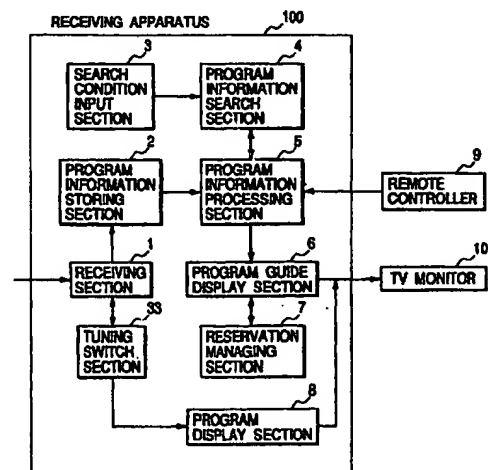 RECEIVING APPARATUS
100
3
SEARCH
CONDITION
INPUT
SECTION
4
PROGRAM
INFORMATION
SEARCH
SECTION
2
PROGRAM
INFORMATION
STORING
SECTION
5
PROGRAM
INFORMATION
PROCESSING
SECTION
9
REMOTE
CONTROLLER
1
RECEIVING
SECTION
6
PROGRAM GUIDE
DISPLAY SECTION
10
TV MONITOR
33
TUNING
SWITCH
SECTION
7
RESERVATION
MANAGING
SECTION
8
PROGRAM
DISPLAY SECTION